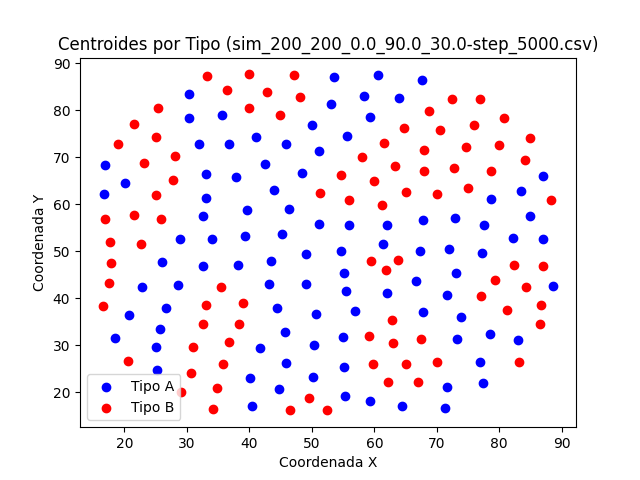 Centroides por Tipo (sim_200_200_0.0_90.0_30.0-step_5000.csv)
90
80
70
60
50
40
30
20
Coordenada Y
Tipo A
Tipo B
20 30 40 50 60 70 80 90
Coordenada X